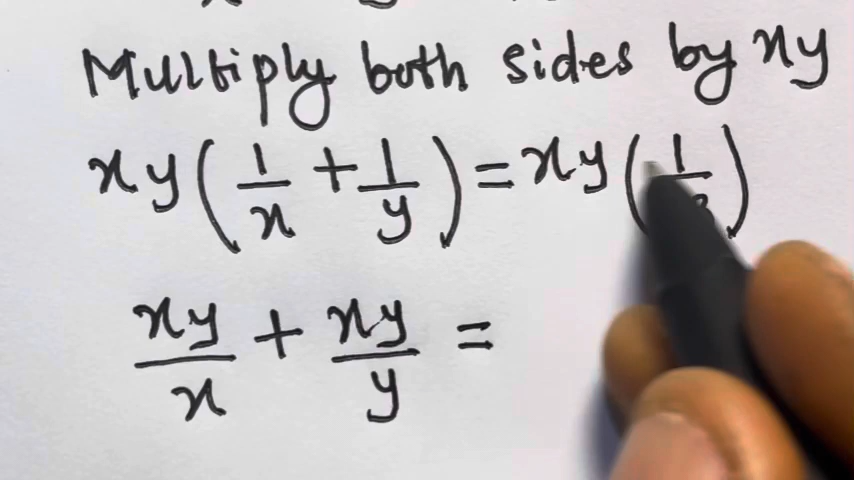 Multiply both sides by xy
xy(1/x + 1/y) = xy(1/
xy/x + xy/y =